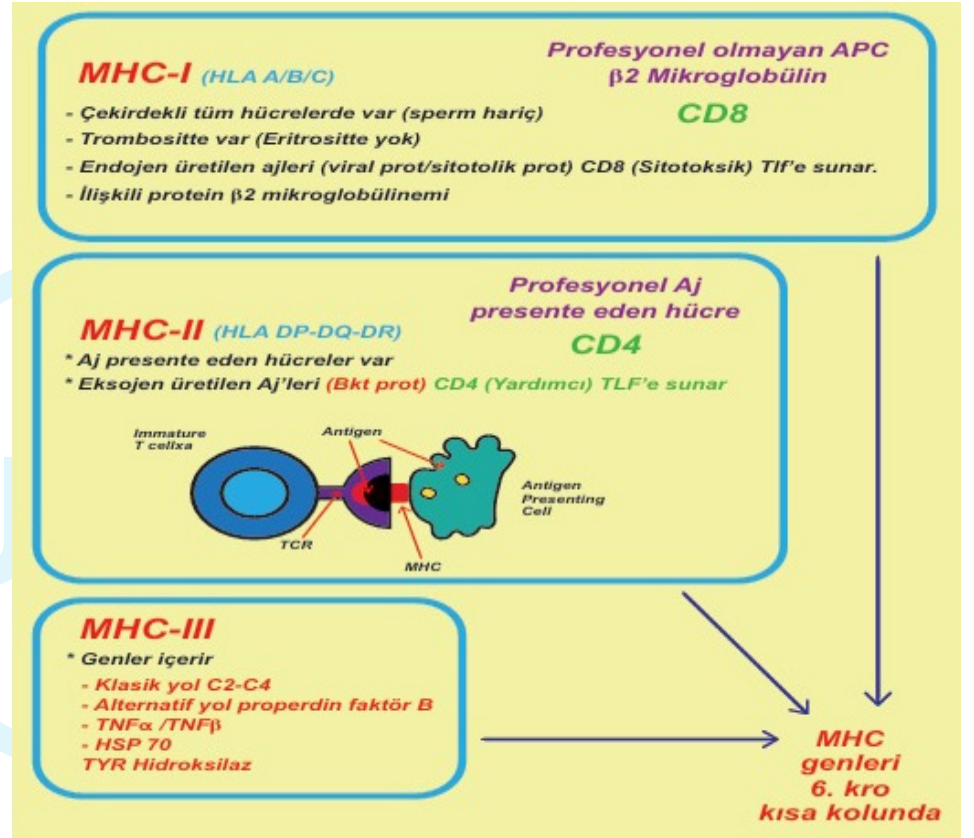 MHC-I (HLA A/B/C)
Profesyonel olmayan APC
β2 Mikroglobülin
CD8
- Çekirdekli tüm hücrelerde var (sperm hariç)
- Trombositte var (Eritrositte yok)
- Endojen üretilen ajleri (viral prot/sitotolik prot) CD8 (Sitotoksik) Tlf'e sunar.
- İlişkili protein β2 mikroglobülinemi
MHC-II (HLA DP-DQ-DR)
Profesyonel Aj
presente eden hücre
CD4
* Aj presente eden hücreler var
* Eksojen üretilen Aj'leri (Bkt prot) CD4 (Yardımcı) TLF'e sunar
Immature
T cellxa
Antigen
TCR
MHC
Antigen
Presenting
Cell
MHC-III
* Genler içerir
- Klasik yol C2-C4
- Alternatif yol properdin faktör B
- TNFα /TNFβ
- HSP 70
TYR Hidroksilaz
MHC
genleri
6. kro
kısa kolunda